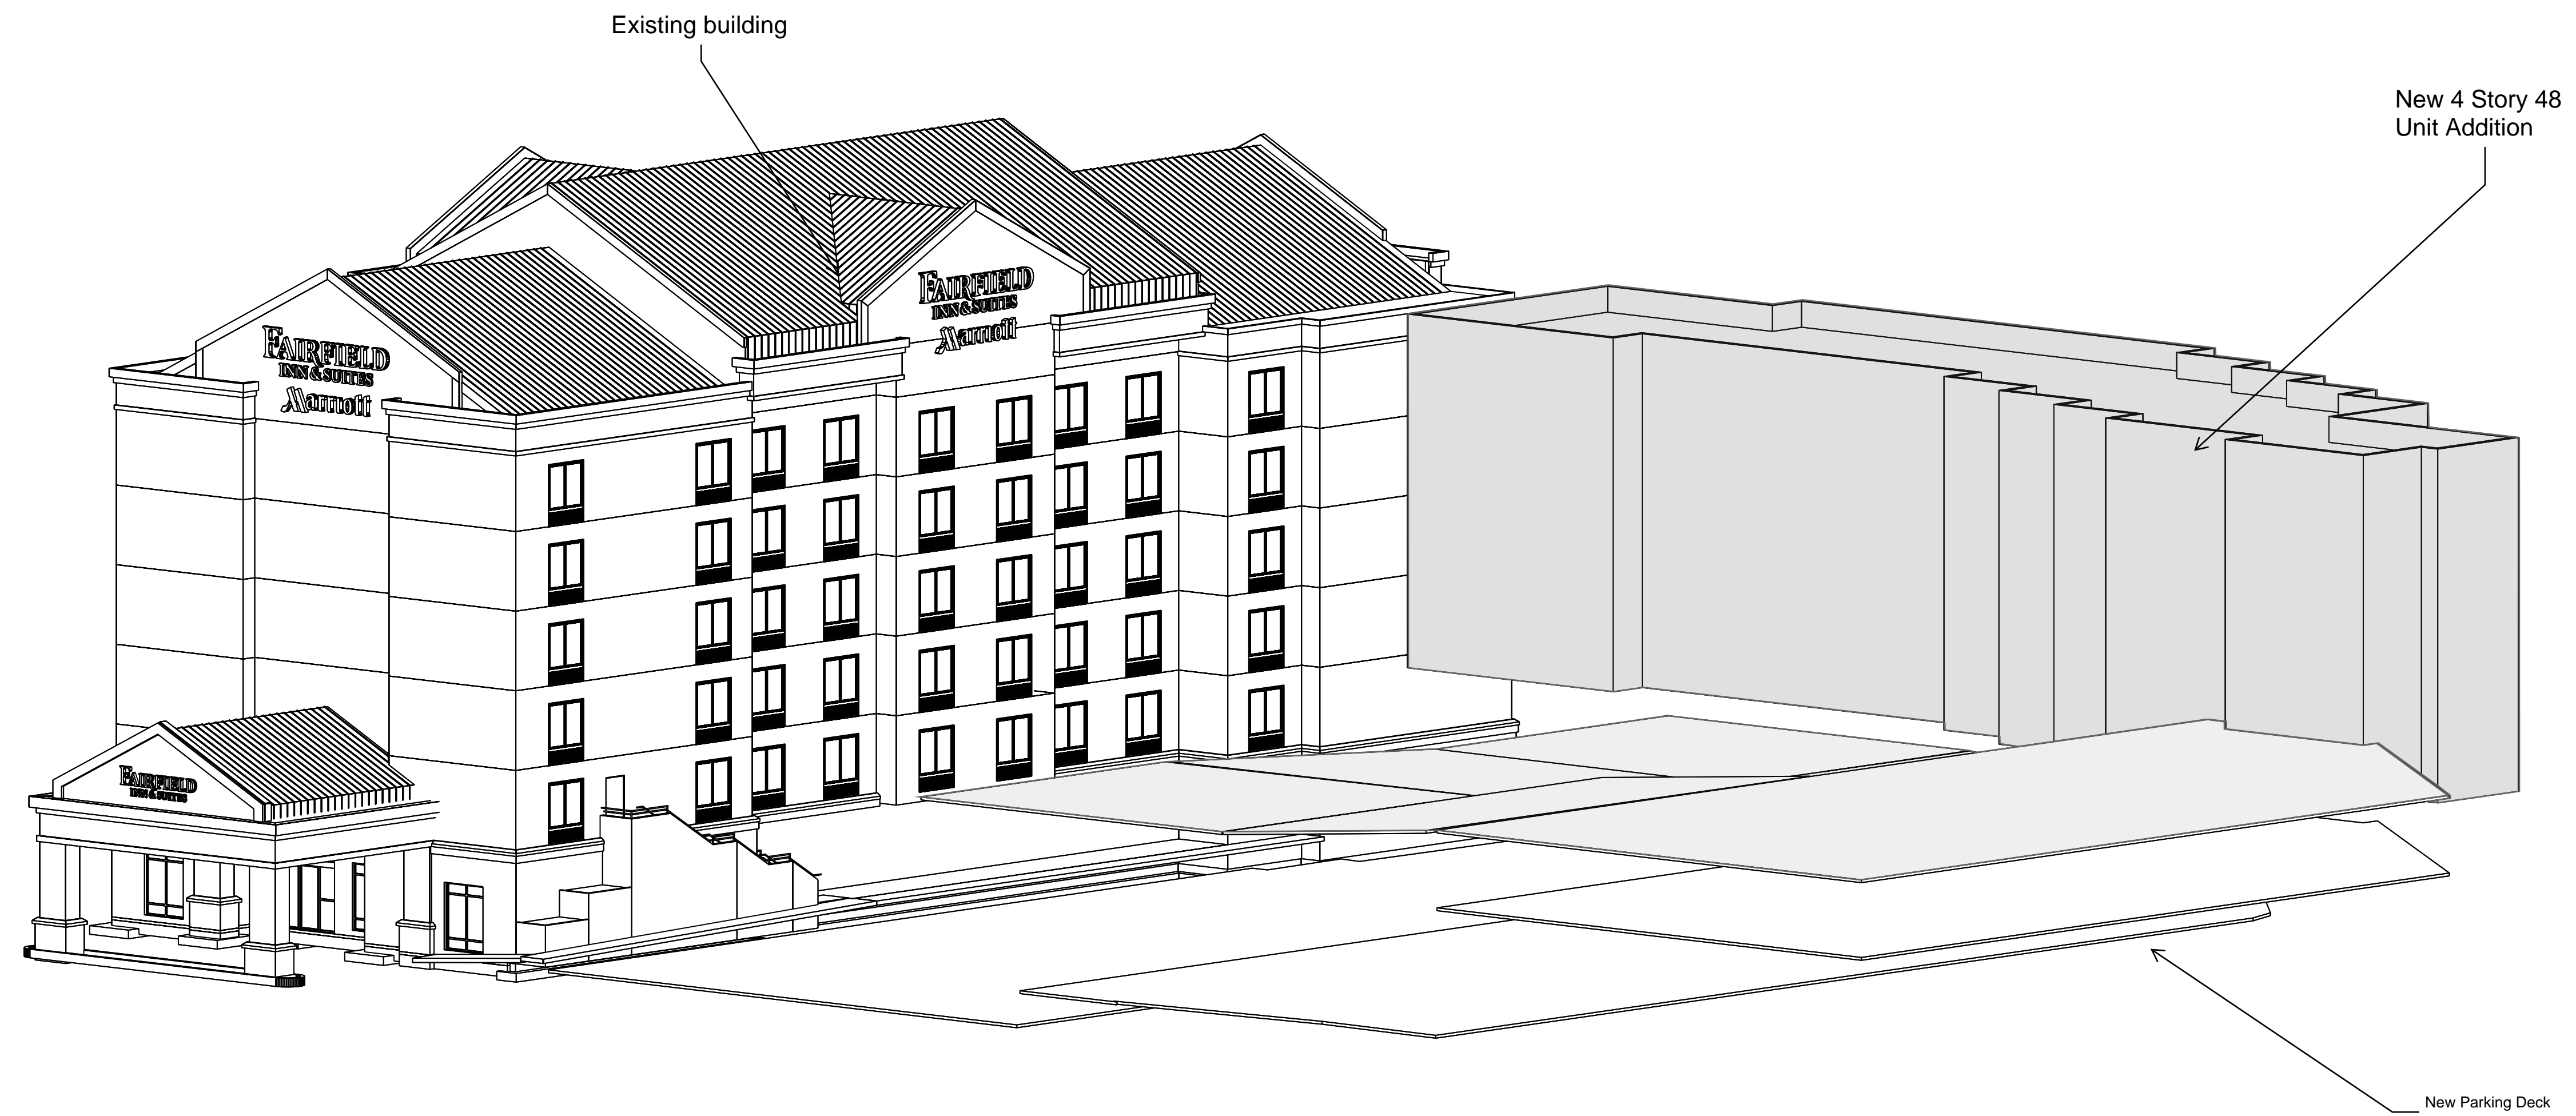 Existing building
New 4 Story 48
Unit Addition
FAIRFIELD
INN & SUITES
Marriott
FAIRFIELD
INN & SUITES
Marriott
FAIRFIELD
INN & SUITES
New Parking Deck